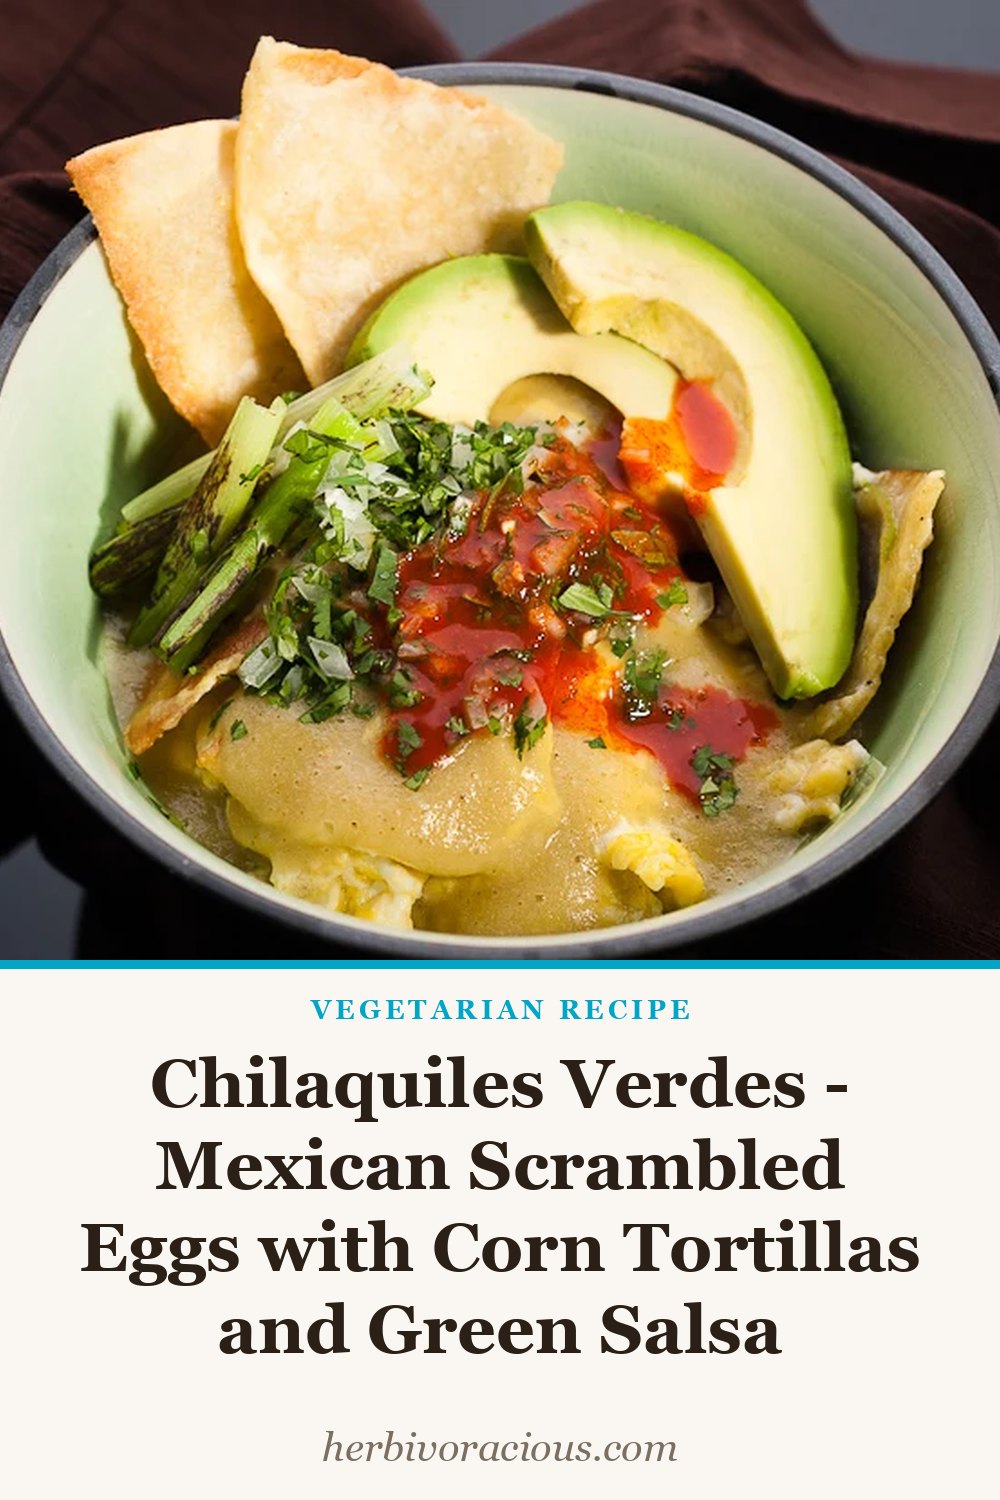 VEGETARIAN RECIPE
Chilaquiles Verdes -
Mexican Scrambled
Eggs with Corn Tortillas
and Green Salsa
herbivoracious.com